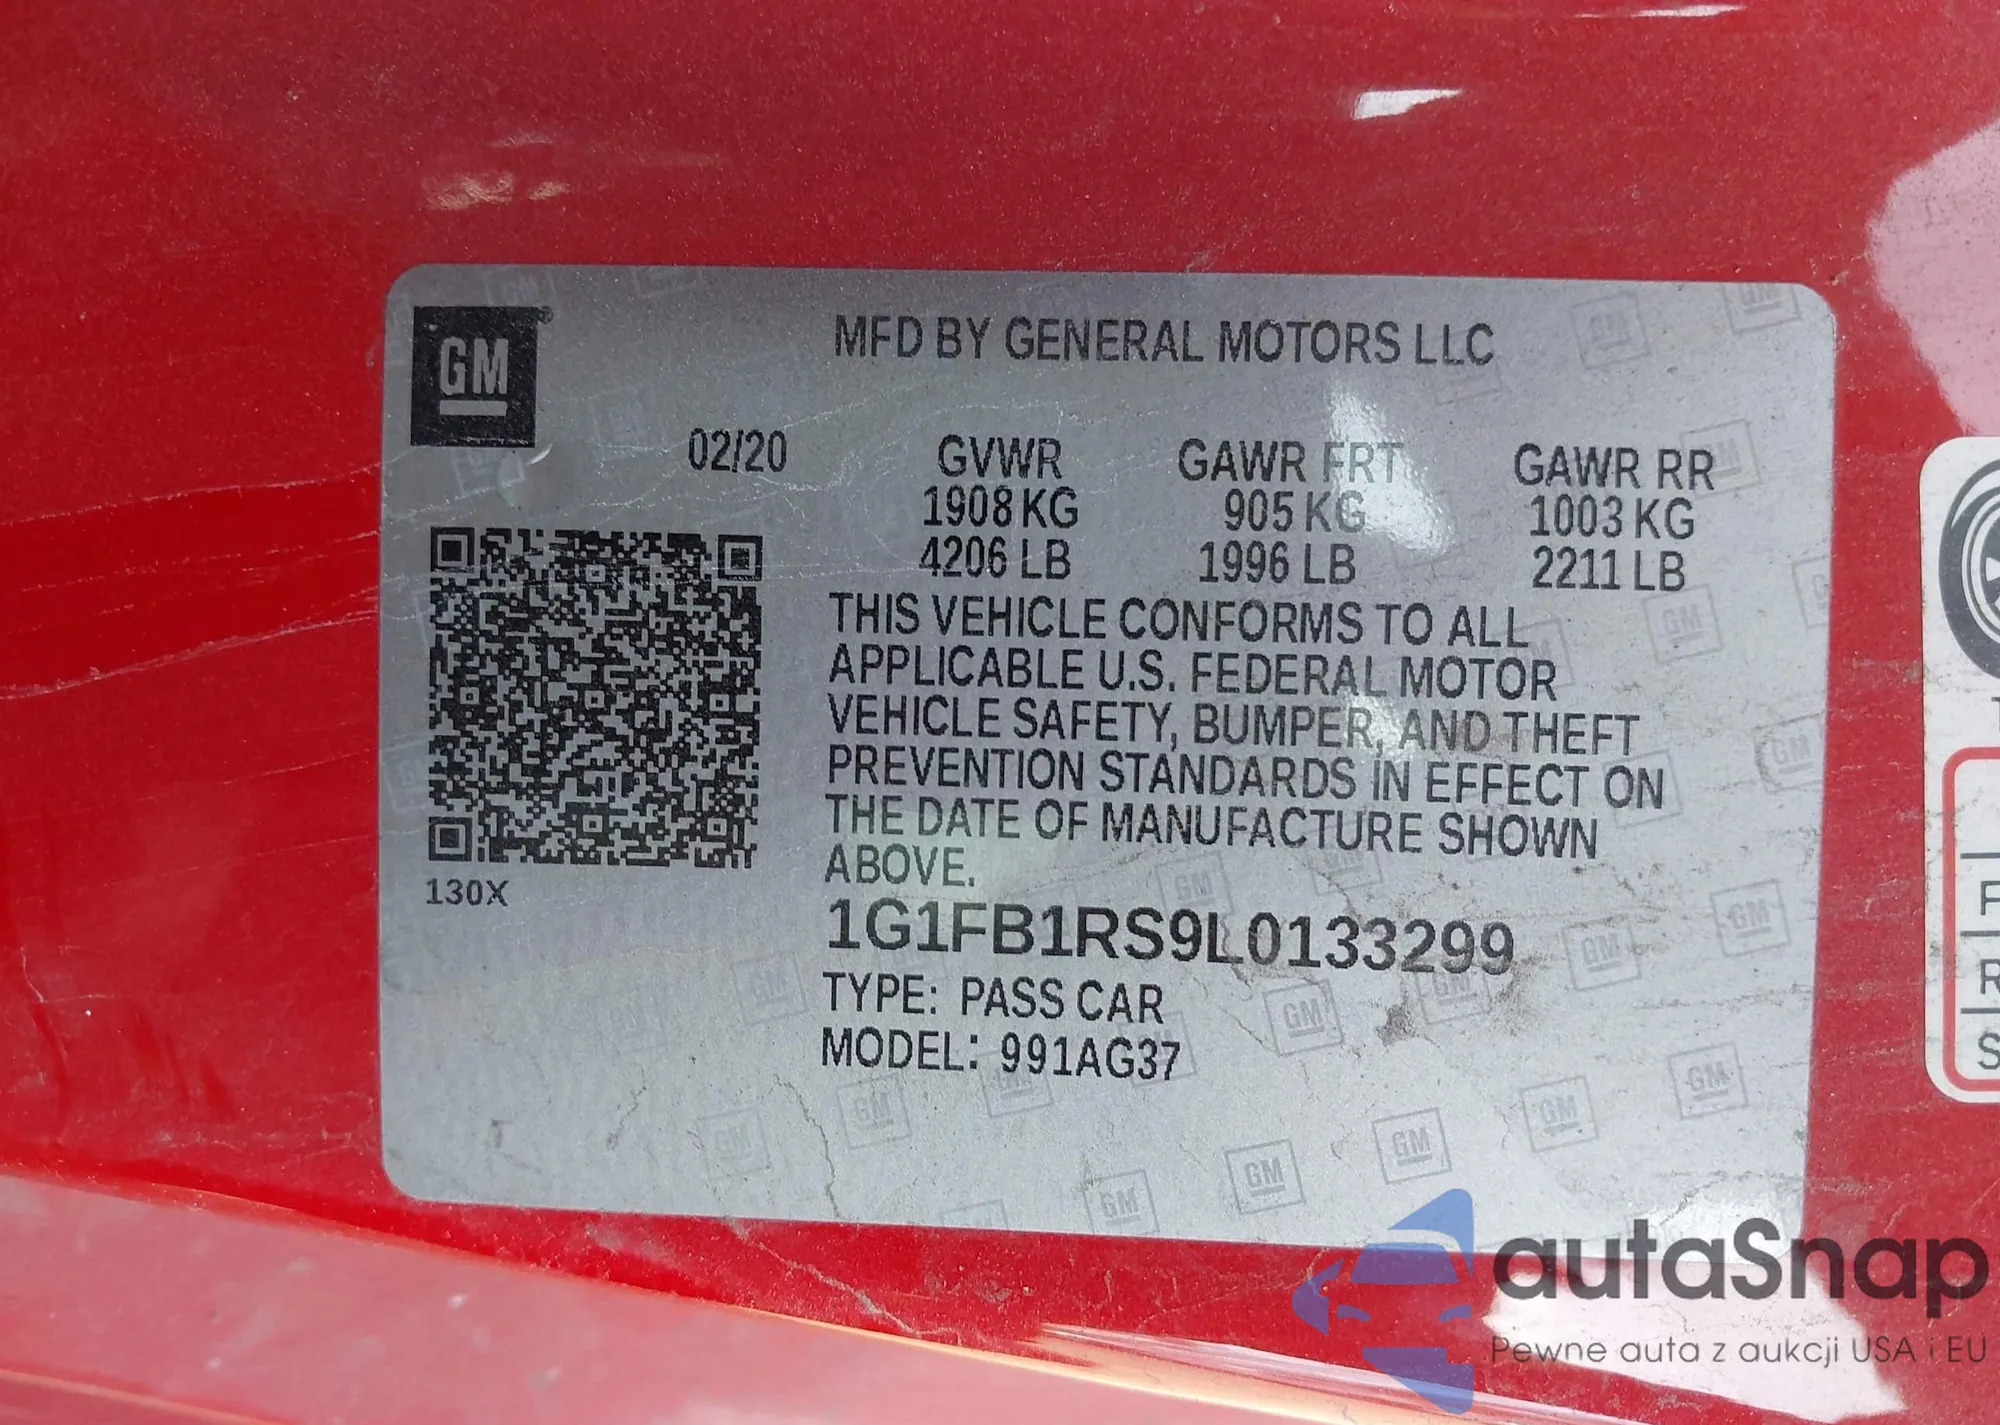 GM
MFD BY GENERAL MOTORS LLC
02/20
GVWR
1908 KG
4206 LB
GAWR FRT
905 KG
1996 LB
GAWR RR
1003 KG
2211 LB
THIS VEHICLE CONFORMS TO ALL
APPLICABLE U.S. FEDERAL MOTOR
VEHICLE SAFETY, BUMPER, AND THEFT
PREVENTION STANDARDS IN EFFECT ON
THE DATE OF MANUFACTURE SHOWN
ABOVE.
130X
1G1FB1RS9L0133299
TYPE: PASS CAR
MODEL: 991AG37
F
R
S
autaSnap
Pewne auta z aukcji USA i EU